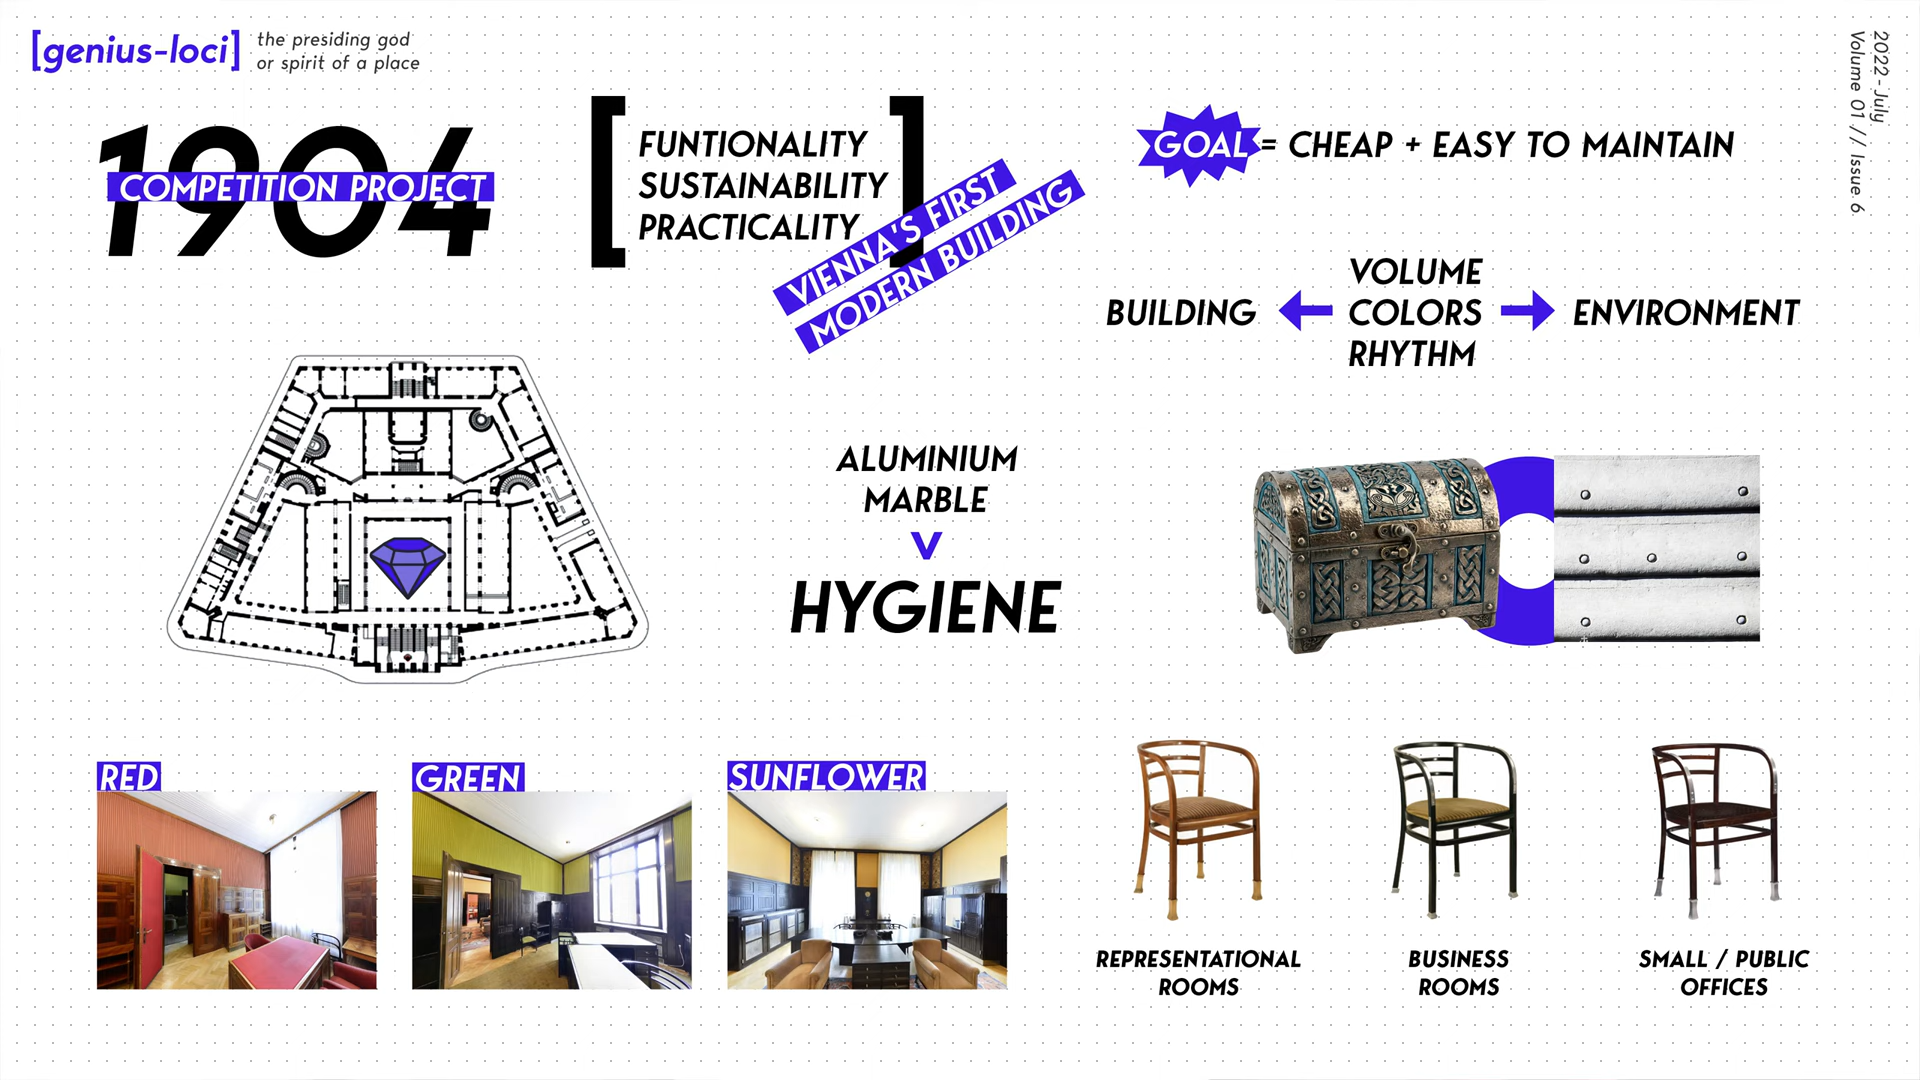 [genius-loci]
the presiding god
or spirit of a place
2022 - July
Volume 01 // Issue 6
1904
COMPETITION PROJECT
FUNTIONALITY
SUSTAINABILITY
PRACTICALITY
VIENNA'S FIRST
MODERN BUILDING
GOAL = CHEAP + EASY TO MAINTAIN
VOLUME
BUILDING COLORS ENVIRONMENT
RHYTHM
ALUMINIUM
MARBLE
HYGIENE
RED
GREEN
SUNFLOWER
REPRESENTATIONAL
ROOMS
BUSINESS
ROOMS
SMALL / PUBLIC
OFFICES